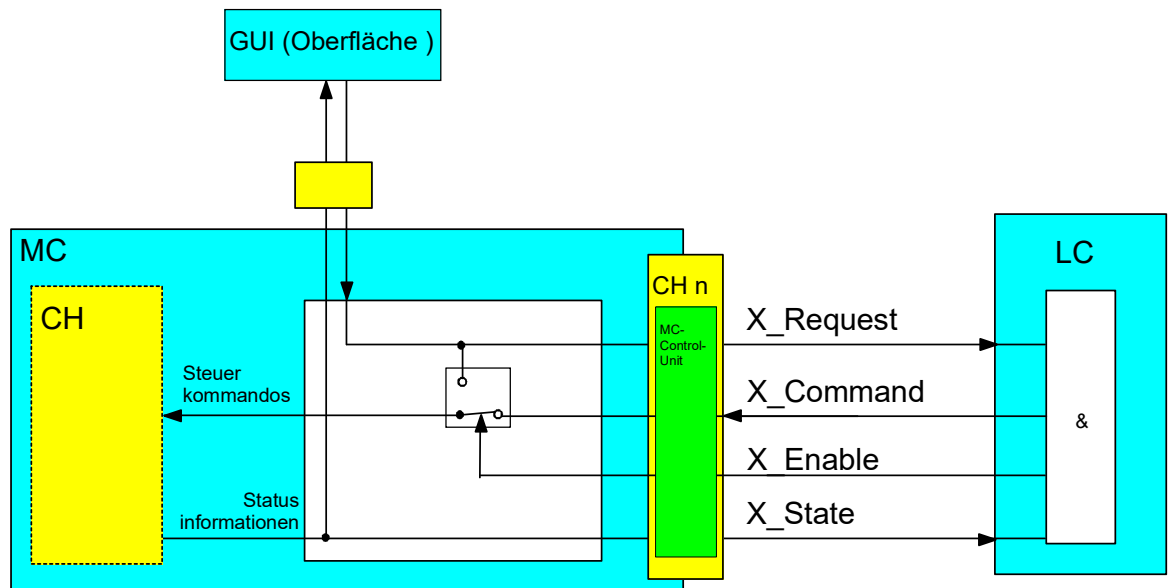 GUI (Oberfläche )
MC
LC
CH
CH n
MC-
Control-
Unit
X_Request
Steuer
kommandos
X_Command
&
X_Enable
Status
informationen
X_State